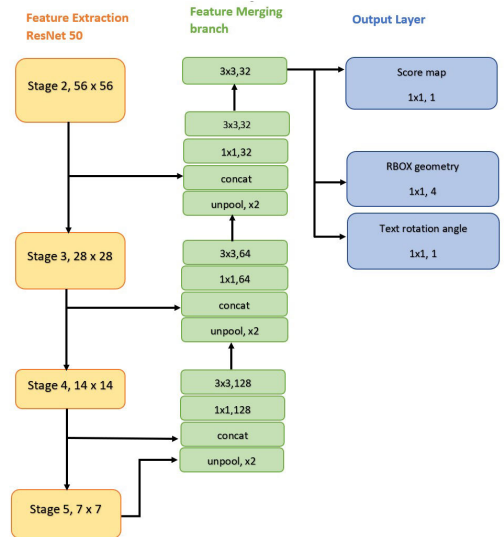 Feature Extraction
ResNet 50
Stage 2, 56 x 56
Stage 3, 28 x 28
Stage 4, 14 x 14
Stage 5, 7 x 7
Feature Merging
branch
3x3,32
3x3,32
1x1,32
concat
unpool, x2
3x3,64
1x1,64
concat
unpool, x2
3x3,128
1x1,128
concat
unpool, x2
Output Layer
Score map
1x1, 1
RBOX geometry
1x1, 4
Text rotation angle
1x1, 1